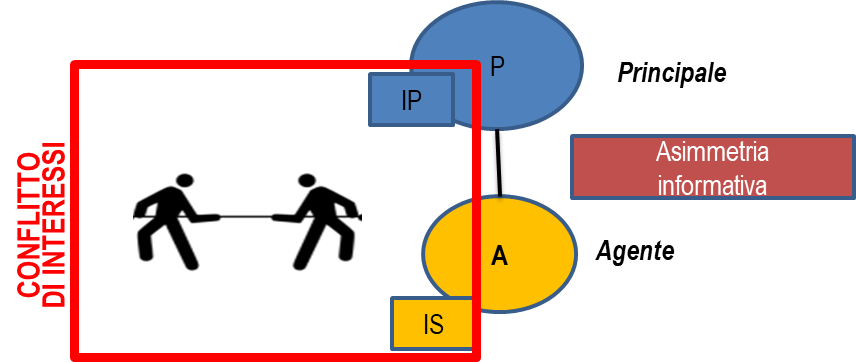 P
Principale
IP
Asimmetria
informativa
CONFLITTO
DI INTERESSI
A
Agente
IS